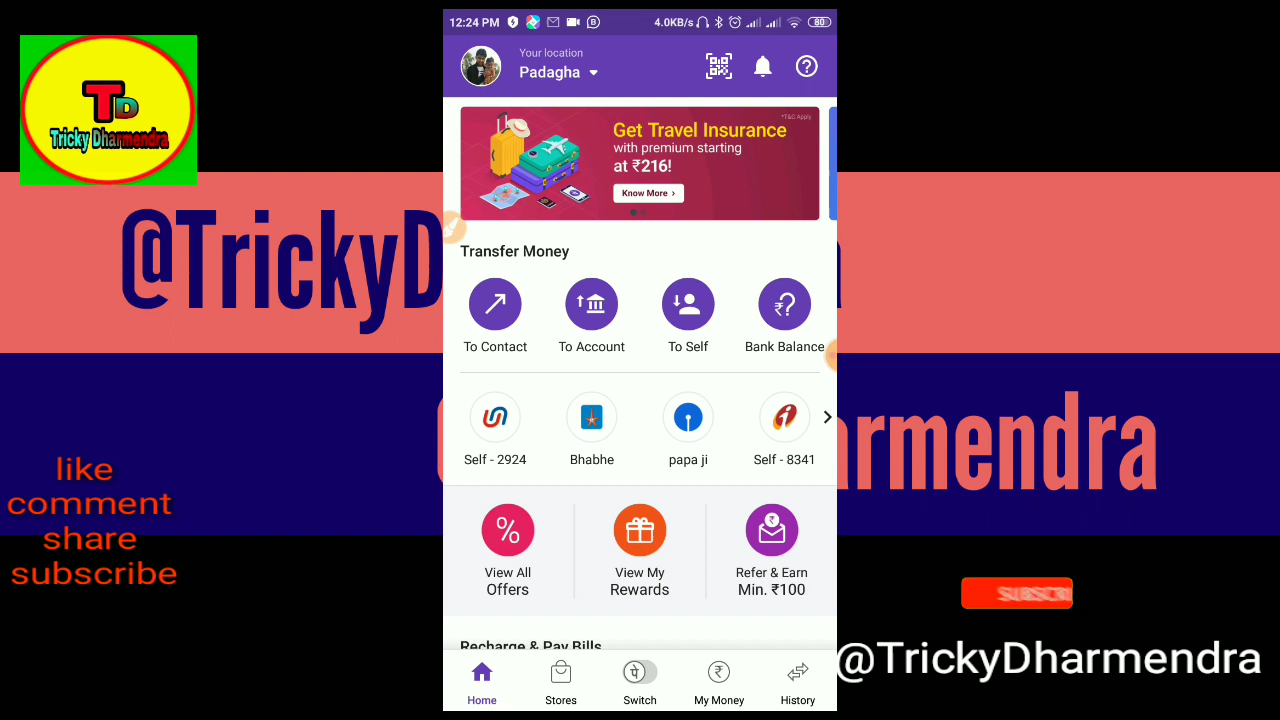 TD
Tricky Dharmendra
@TrickyD
armendra
like
comment
share
subscribe
@TrickyDharmendra
12:24 PM
4.0KB/s
80
Your location
Padagha
*T&C Apply
Get Travel Insurance
with premium starting
at ₹216!
Know More ›
Transfer Money
To Contact
To Account
To Self
Bank Balance
Self - 2924
Bhabhe
papa ji
Self - 8341
View All
Offers
View My
Rewards
Refer & Earn
Min. ₹100
Recharge & Pay Bills
Home
Stores
Switch
My Money
History